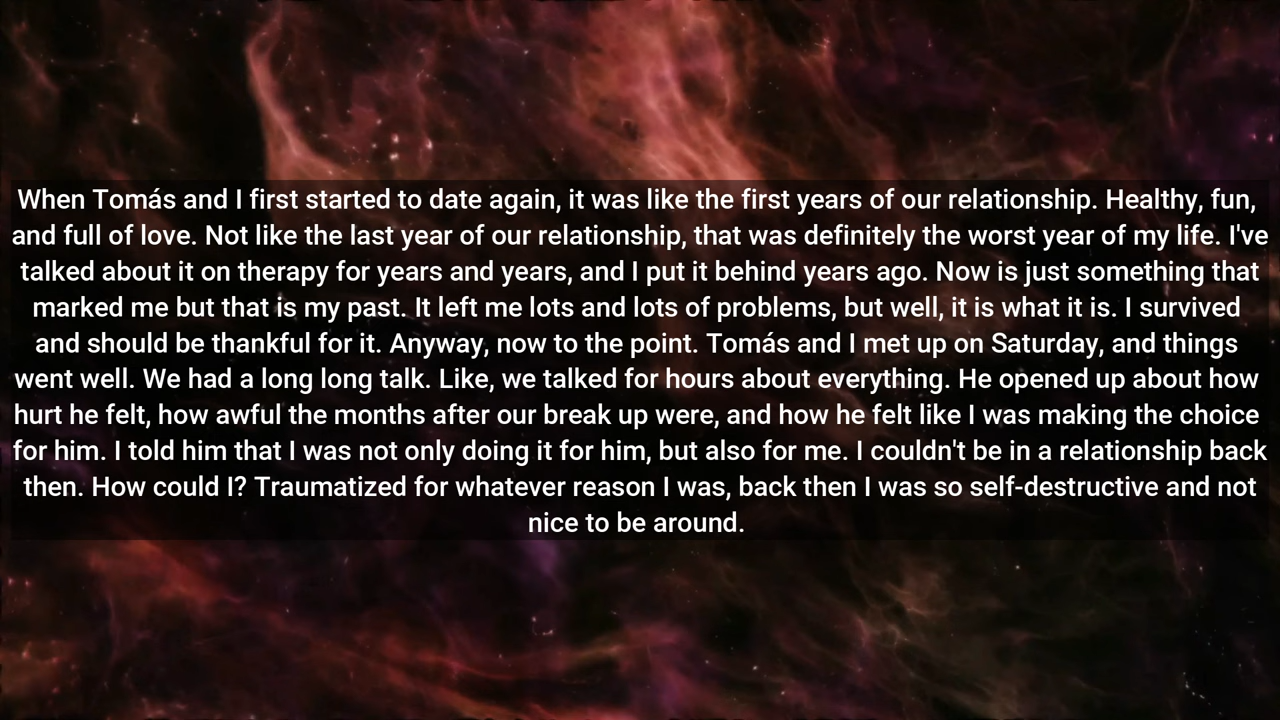 When Tomás and I first started to date again, it was like the first years of our relationship. Healthy, fun,
and full of love. Not like the last year of our relationship, that was definitely the worst year of my life. I've
talked about it on therapy for years and years, and I put it behind years ago. Now is just something that
marked me but that is my past. It left me lots and lots of problems, but well, it is what it is. I survived
and should be thankful for it. Anyway, now to the point. Tomás and I met up on Saturday, and things
went well. We had a long long talk. Like, we talked for hours about everything. He opened up about how
hurt he felt, how awful the months after our break up were, and how he felt like I was making the choice
for him. I told him that I was not only doing it for him, but also for me. I couldn't be in a relationship back
then. How could I? Traumatized for whatever reason I was, back then I was so self-destructive and not
nice to be around.